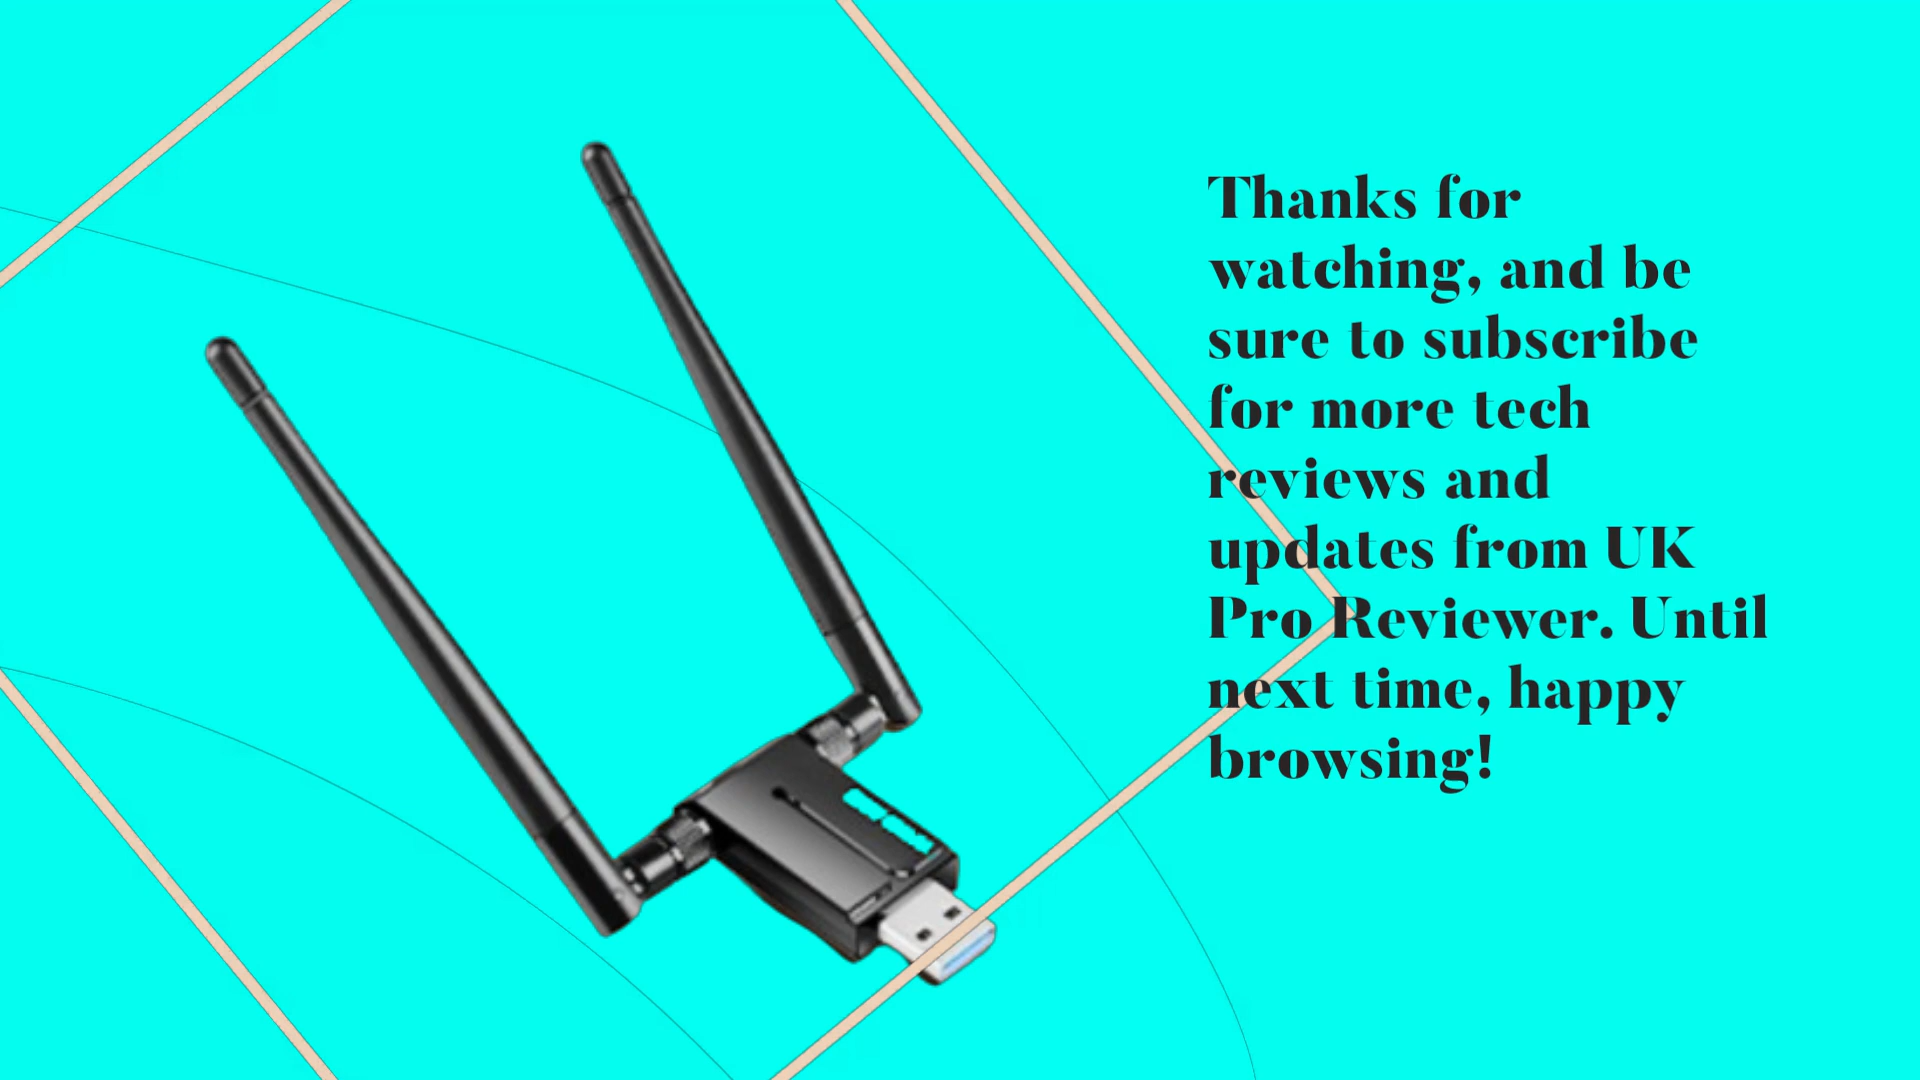 Thanks for
watching, and be
sure to subscribe
for more tech
reviews and
updates from UK
Pro Reviewer. Until
next time, happy
browsing!